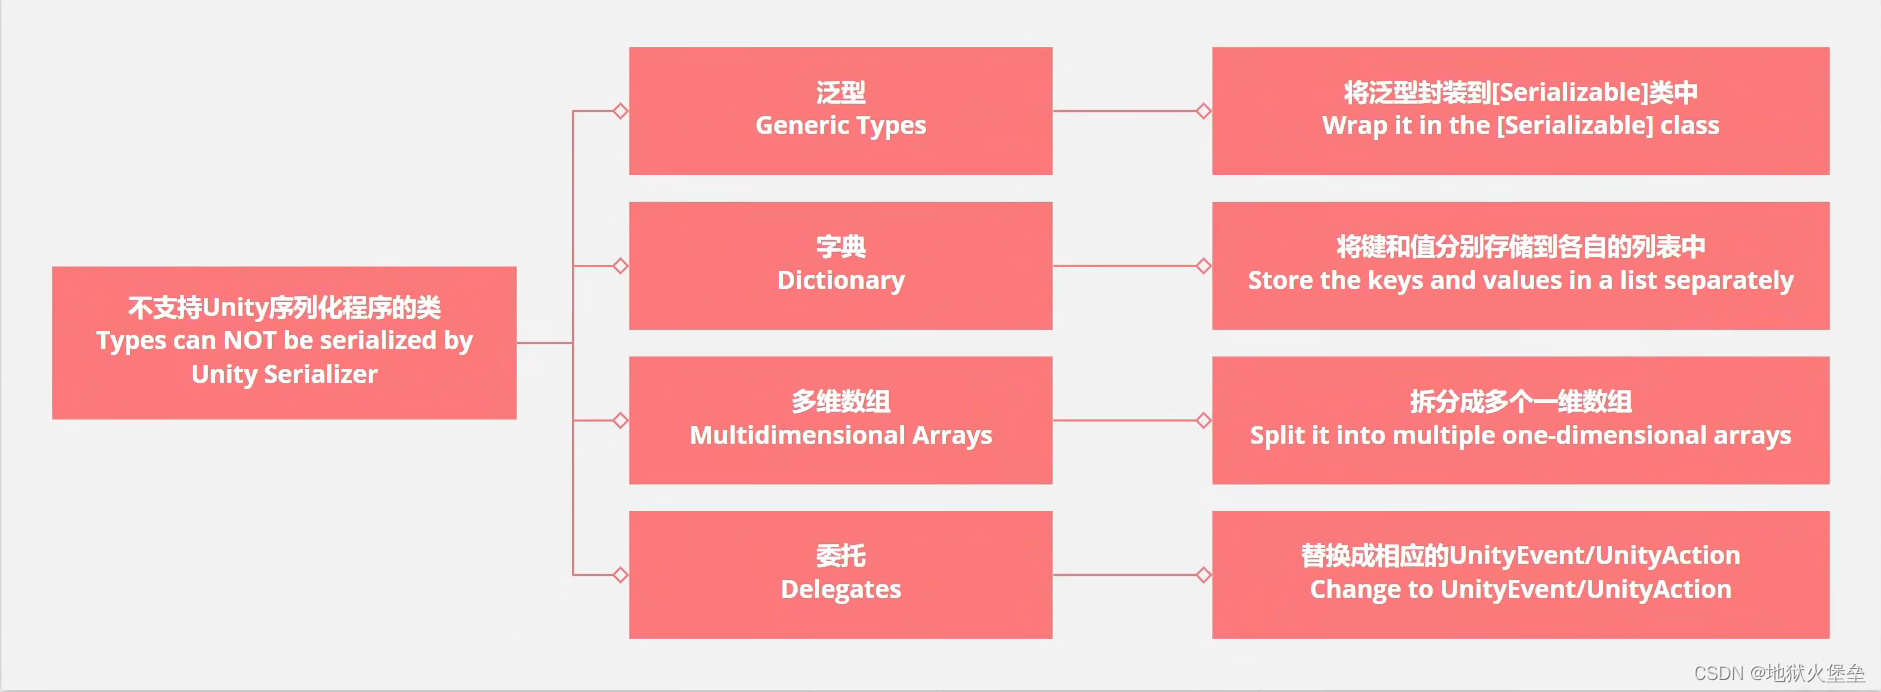 不支持Unity序列化程序的类
Types can NOT be serialized by
Unity Serializer
泛型
Generic Types
将泛型封装到[Serializable]类中
Wrap it in the [Serializable] class
字典
Dictionary
将键和值分别存储到各自的列表中
Store the keys and values in a list separately
多维数组
Multidimensional Arrays
拆分成多个一维数组
Split it into multiple one-dimensional arrays
委托
Delegates
替换成相应的UnityEvent/UnityAction
Change to UnityEvent/UnityAction
CSDN @地狱火堡垒